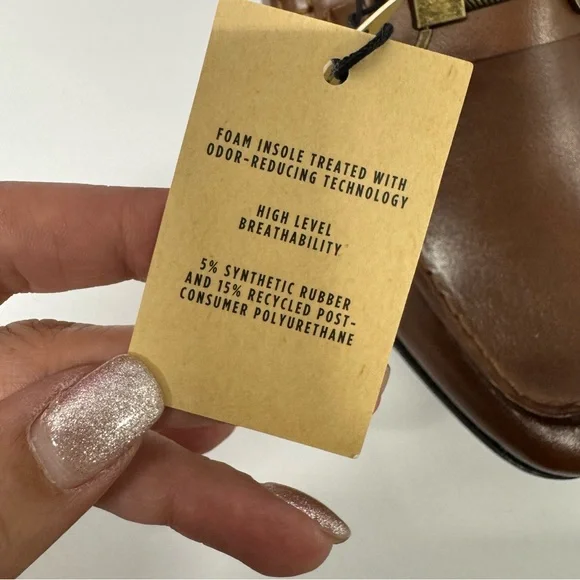 FOAM INSOLE TREATED WITH
ODOR-REDUCING TECHNOLOGY
HIGH LEVEL
BREATHABILITY
5% SYNTHETIC RUBBER
AND 15% RECYCLED POST-
CONSUMER POLYURETHANE